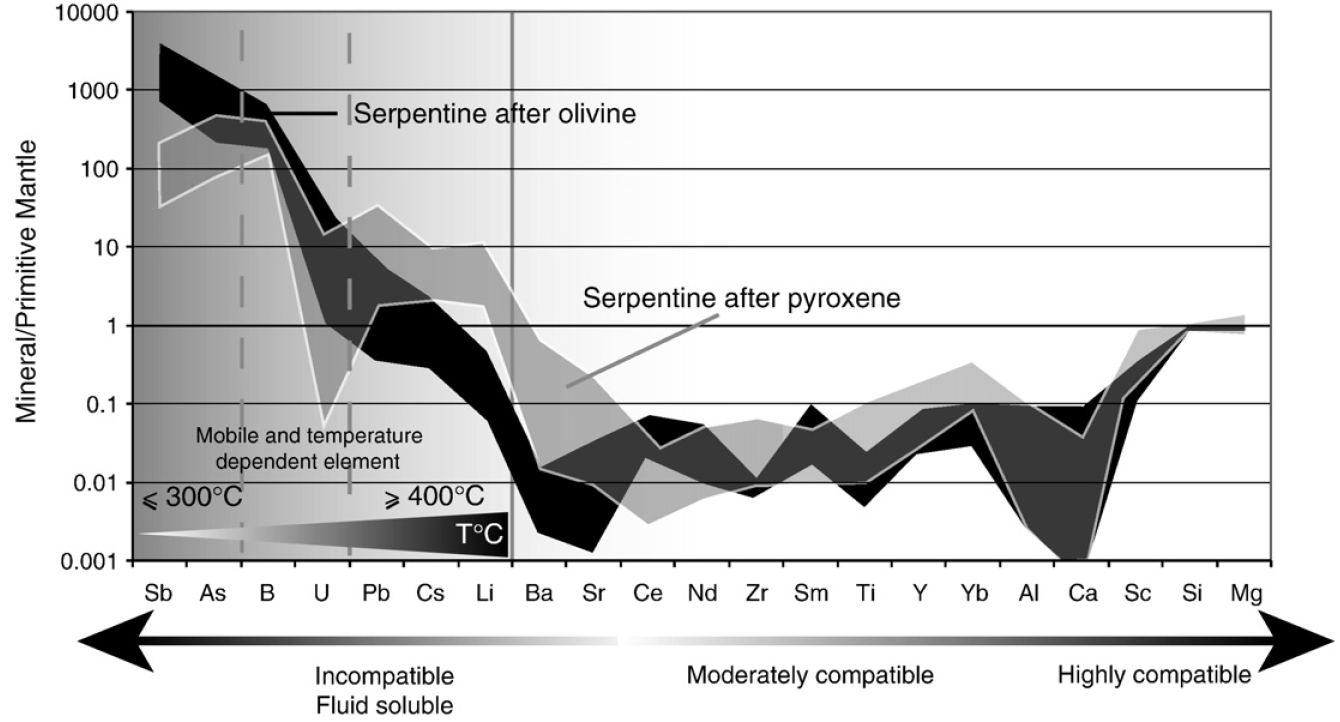 10000
1000
100
10
1
0.1
0.01
0.001
Mineral/Primitive Mantle
Serpentine after olivine
Serpentine after pyroxene
Mobile and temperature
dependent element
⩽ 300°C
⩾ 400°C
T°C
Sb As B U Pb Cs Li Ba Sr Ce Nd Zr Sm Ti Y Yb Al Ca Sc Si Mg
Incompatible
Fluid soluble
Moderately compatible
Highly compatible